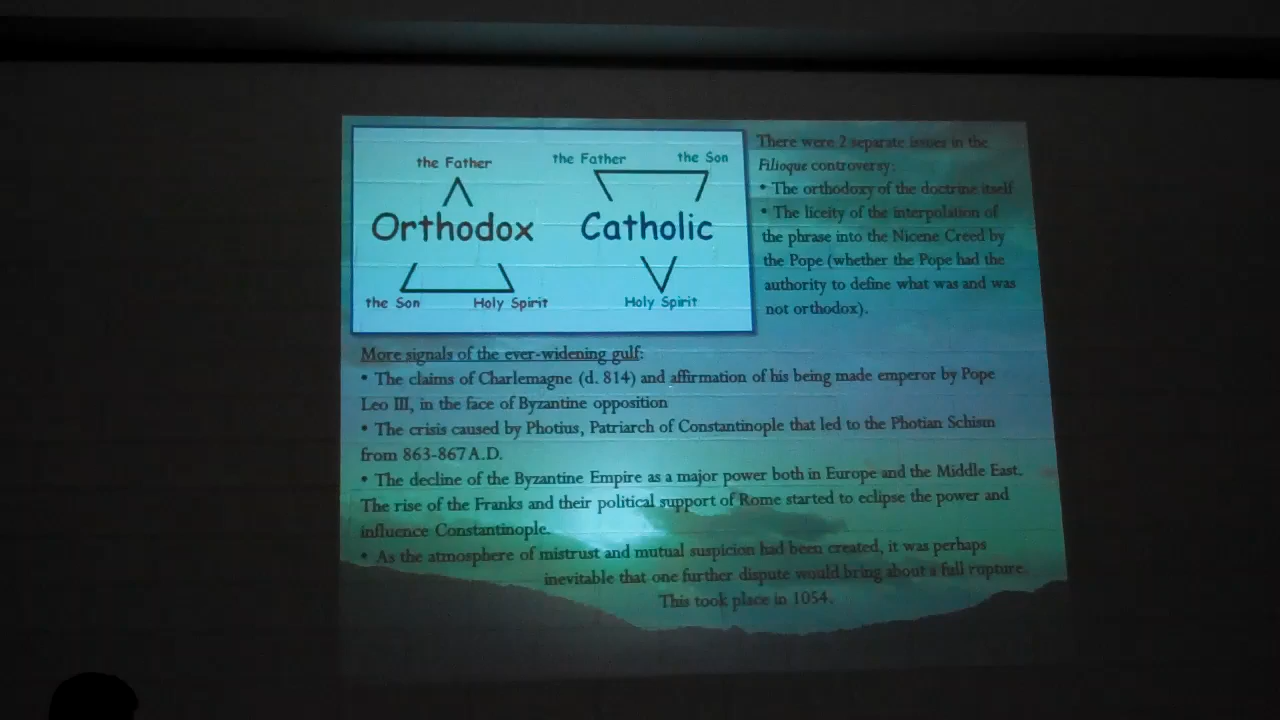 the Father
Orthodox
the Son Holy Spirit
the Father the Son
Catholic
Holy Spirit
There were 2 separate issues in the
Filioque controversy:
• The orthodoxy of the doctrine itself
• The liceity of the interpolation of
the phrase into the Nicene Creed by
the Pope (whether the Pope had the
authority to define what was and was
not orthodox).
More signals of the ever-widening gulf:
• The claims of Charlemagne (d. 814) and affirmation of his being made emperor by Pope
Leo III, in the face of Byzantine opposition
• The crisis caused by Photius, Patriarch of Constantinople that led to the Photian Schism
from 863-867 A.D.
• The decline of the Byzantine Empire as a major power both in Europe and the Middle East.
The rise of the Franks and their political support of Rome started to eclipse the power and
influence Constantinople.
• As the atmosphere of mistrust and mutual suspicion had been created, it was perhaps
inevitable that one further dispute would bring about a full rupture.
This took place in 1054.